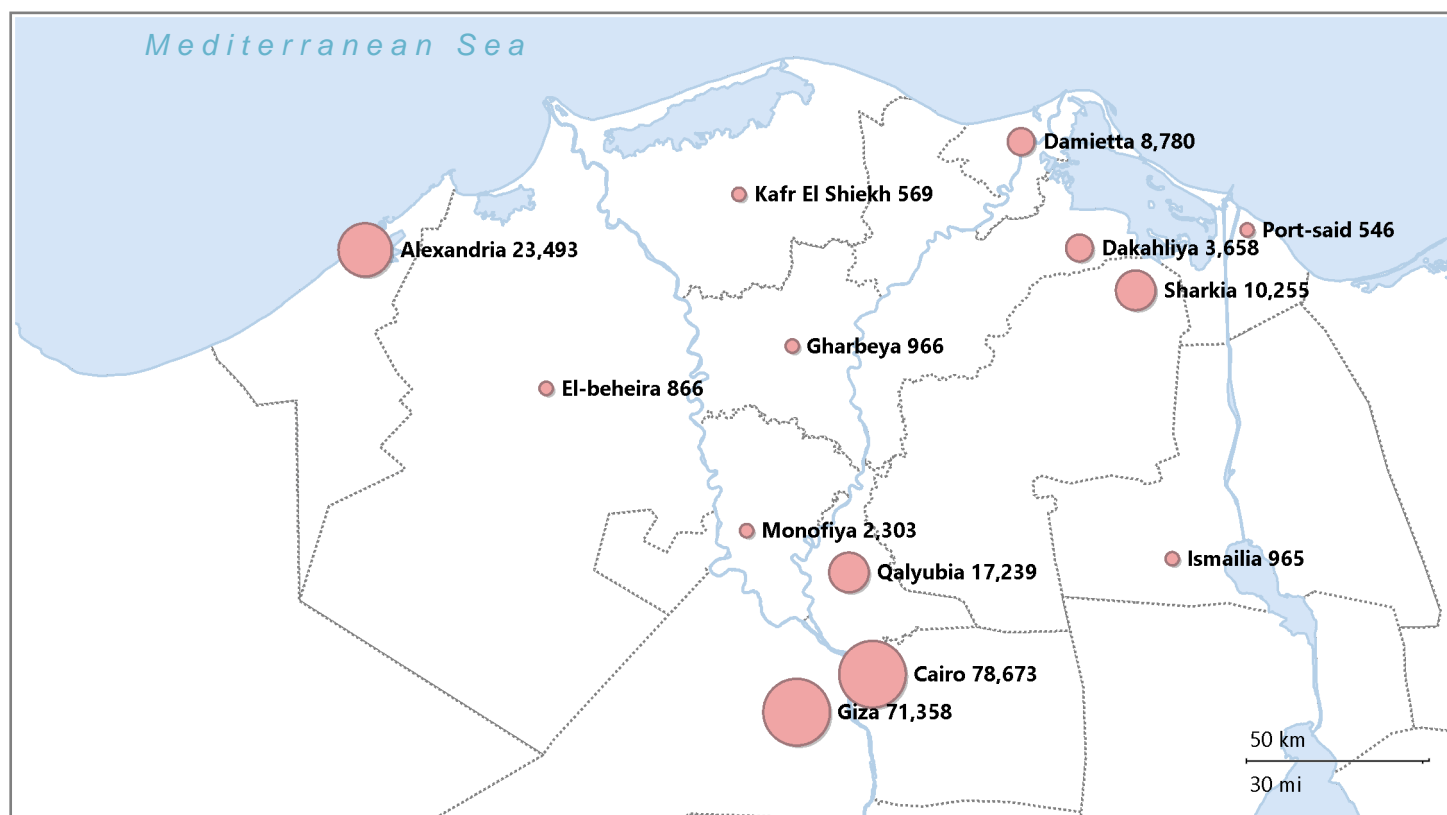 Mediterranean Sea
Damietta 8,780
Kafr El Shiekh 569
Port-said 546
Alexandria 23,493
Dakahliya 3,658
Sharkia 10,255
Gharbeya 966
El-beheira 866
Monofiya 2,303
Ismailia 965
Qalyubia 17,239
Cairo 78,673
Giza 71,358
50 km
30 mi